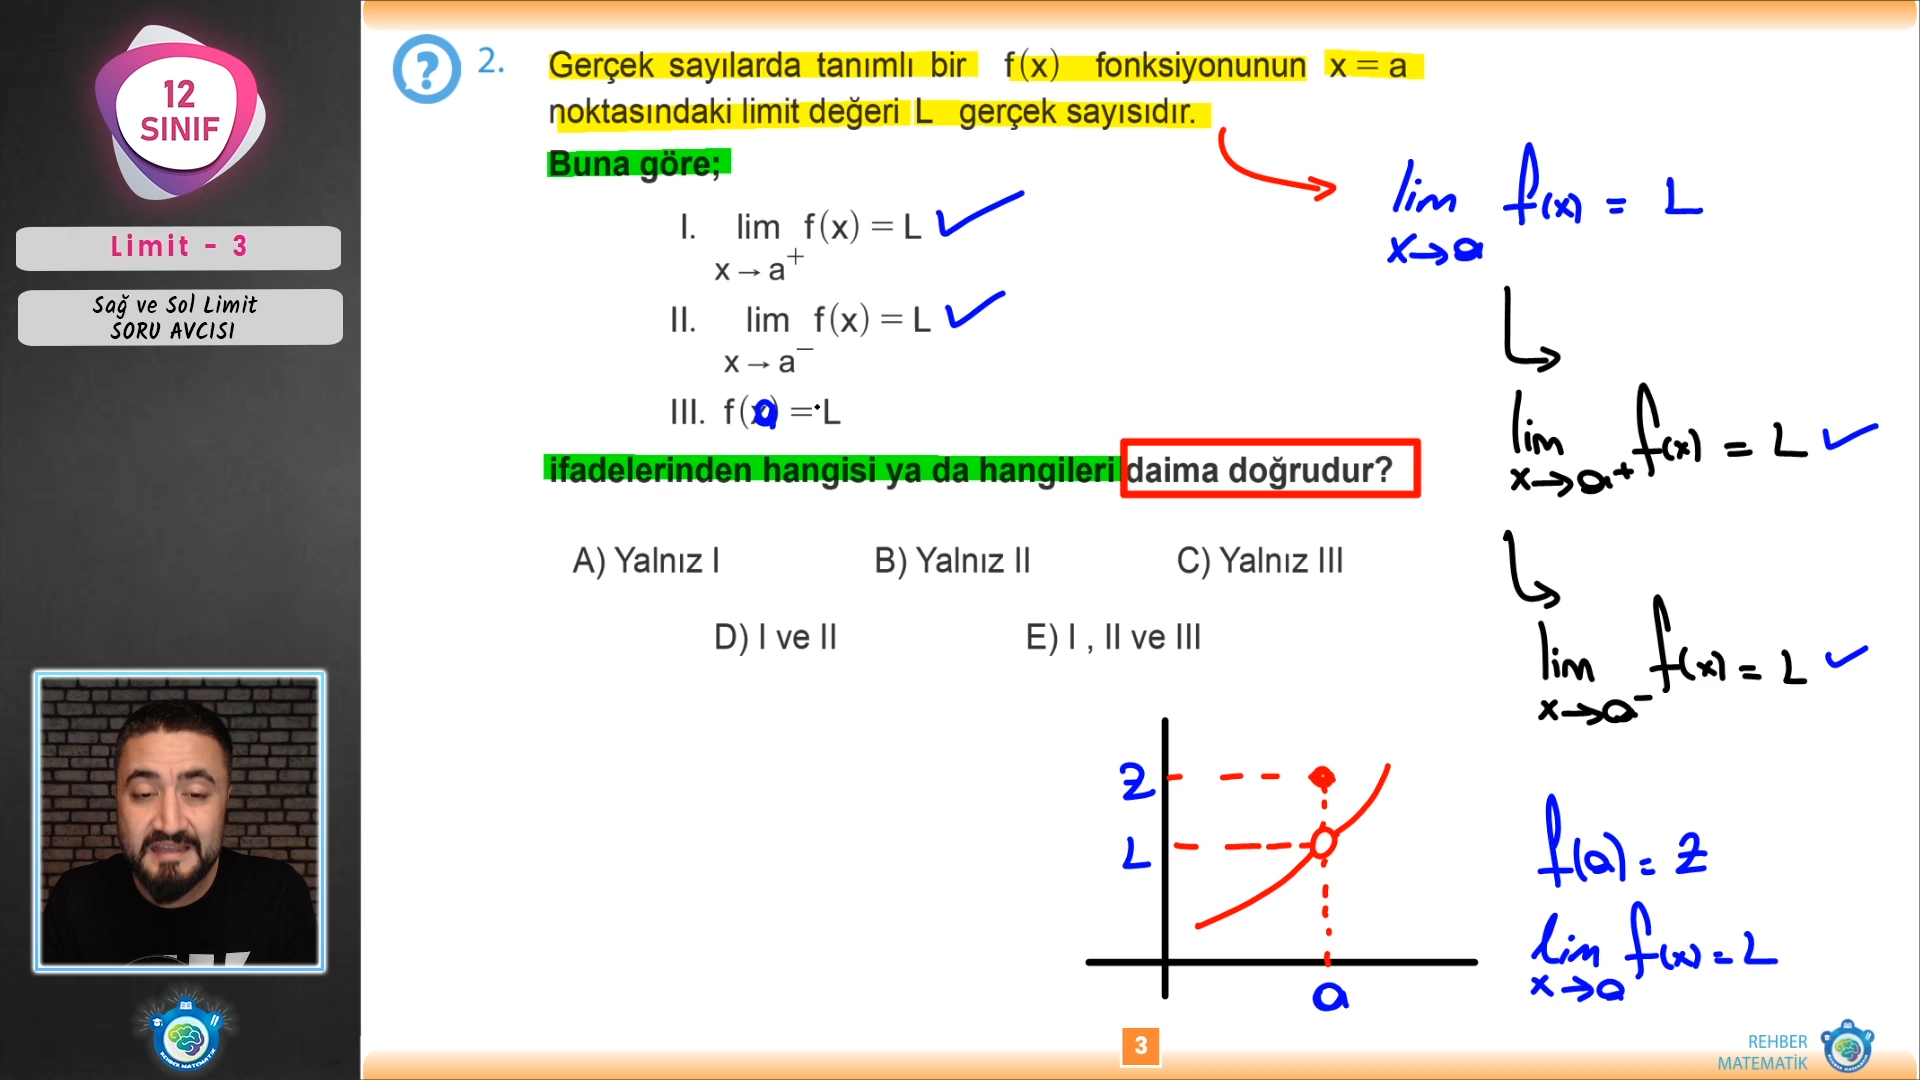 12
SINIF
Limit - 3
Sağ ve Sol Limit
SORU AVCISI
2. Gerçek sayılarda tanımlı bir f(x) fonksiyonunun x = a
noktasındaki limit değeri L gerçek sayısıdır.
Buna göre;
I. lim f(x) = L
x → a⁺
II. lim f(x) = L
x → a⁻
III. f(a) = L
ifadelerinden hangisi ya da hangileri daima doğrudur?
A) Yalnız I B) Yalnız II C) Yalnız III
D) I ve II E) I , II ve III
lim f(x) = L
x→a
lim f(x) = L
x→a⁺
lim f(x) = L
x→a⁻
2
L
a
f(a) = 2
lim f(x) = L
x→a
3
REHBER
MATEMATİK
REHBER MATEMATİK